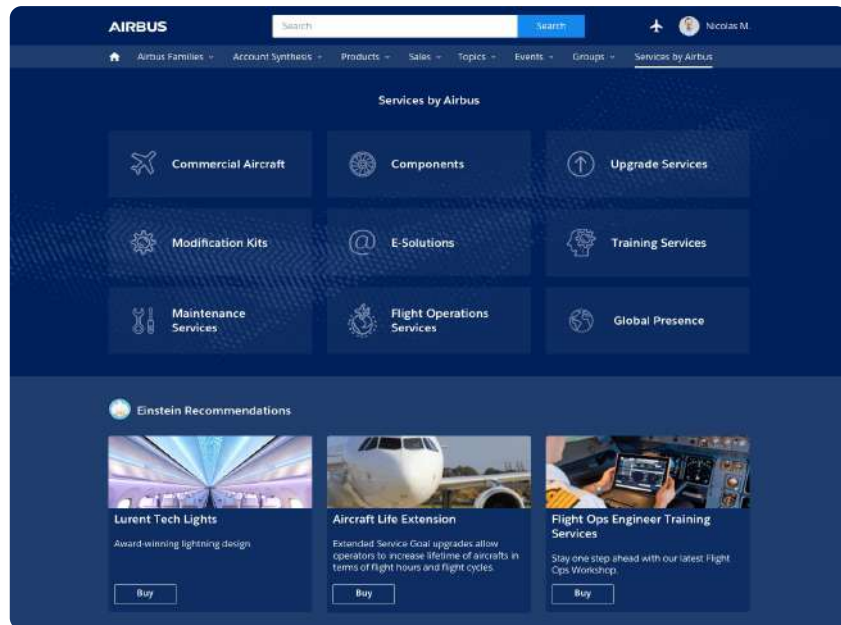 AIRBUS
Search
Search
Nicolas M.
Airbus Families
Account Synthesis
Products
Sales
Topics
Events
Groups
Services by Airbus
Services by Airbus
Commercial Aircraft
Components
Upgrade Services
Modification Kits
E-Solutions
Training Services
Maintenance
Services
Flight Operations
Services
Global Presence
Einstein Recommendations
Lurent Tech Lights
Award-winning lightning design
Buy
Aircraft Life Extension
Extended Service Goal upgrades allow
operators to increase lifetime of aircrafts in
terms of flight hours and flight cycles.
Buy
Flight Ops Engineer Training
Services
Stay one step ahead with our latest Flight
Ops Workshop.
Buy